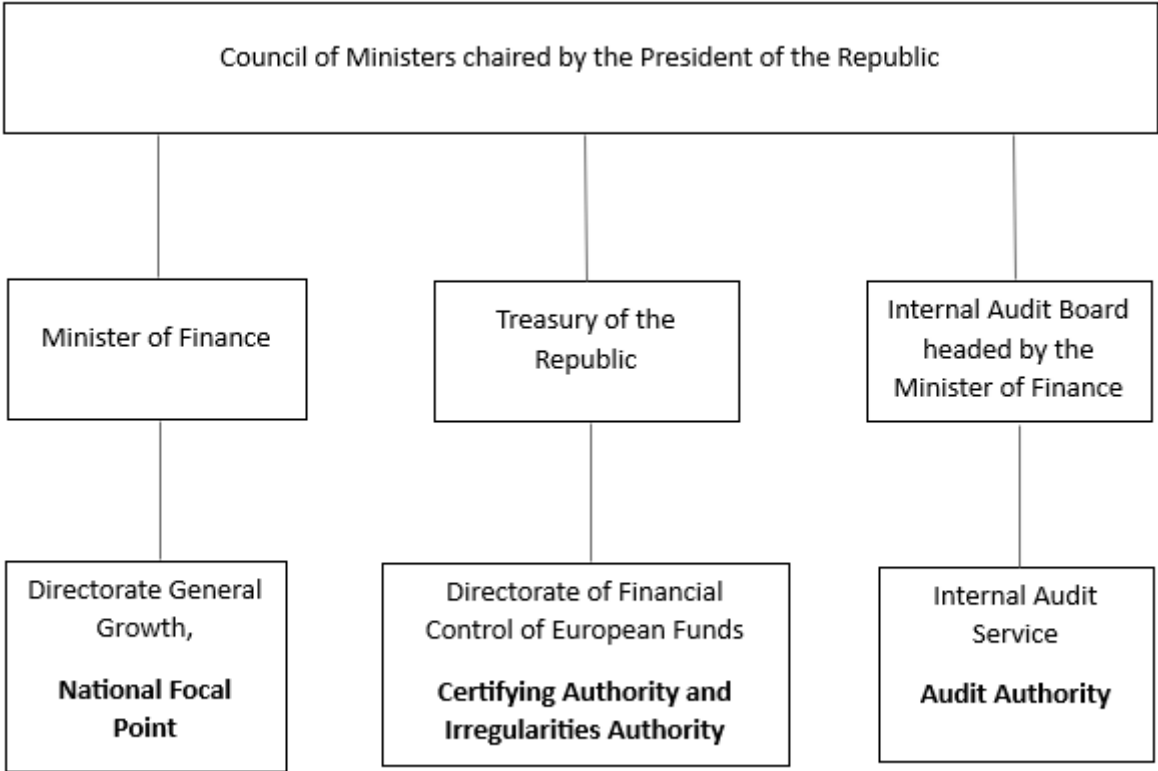 Council of Ministers chaired by the President of the Republic
Minister of Finance
Treasury of the
Republic
Internal Audit Board
headed by the
Minister of Finance
Directorate General
Growth,
National Focal
Point
Directorate of Financial
Control of European Funds
Certifying Authority and
Irregularities Authority
Internal Audit
Service
Audit Authority